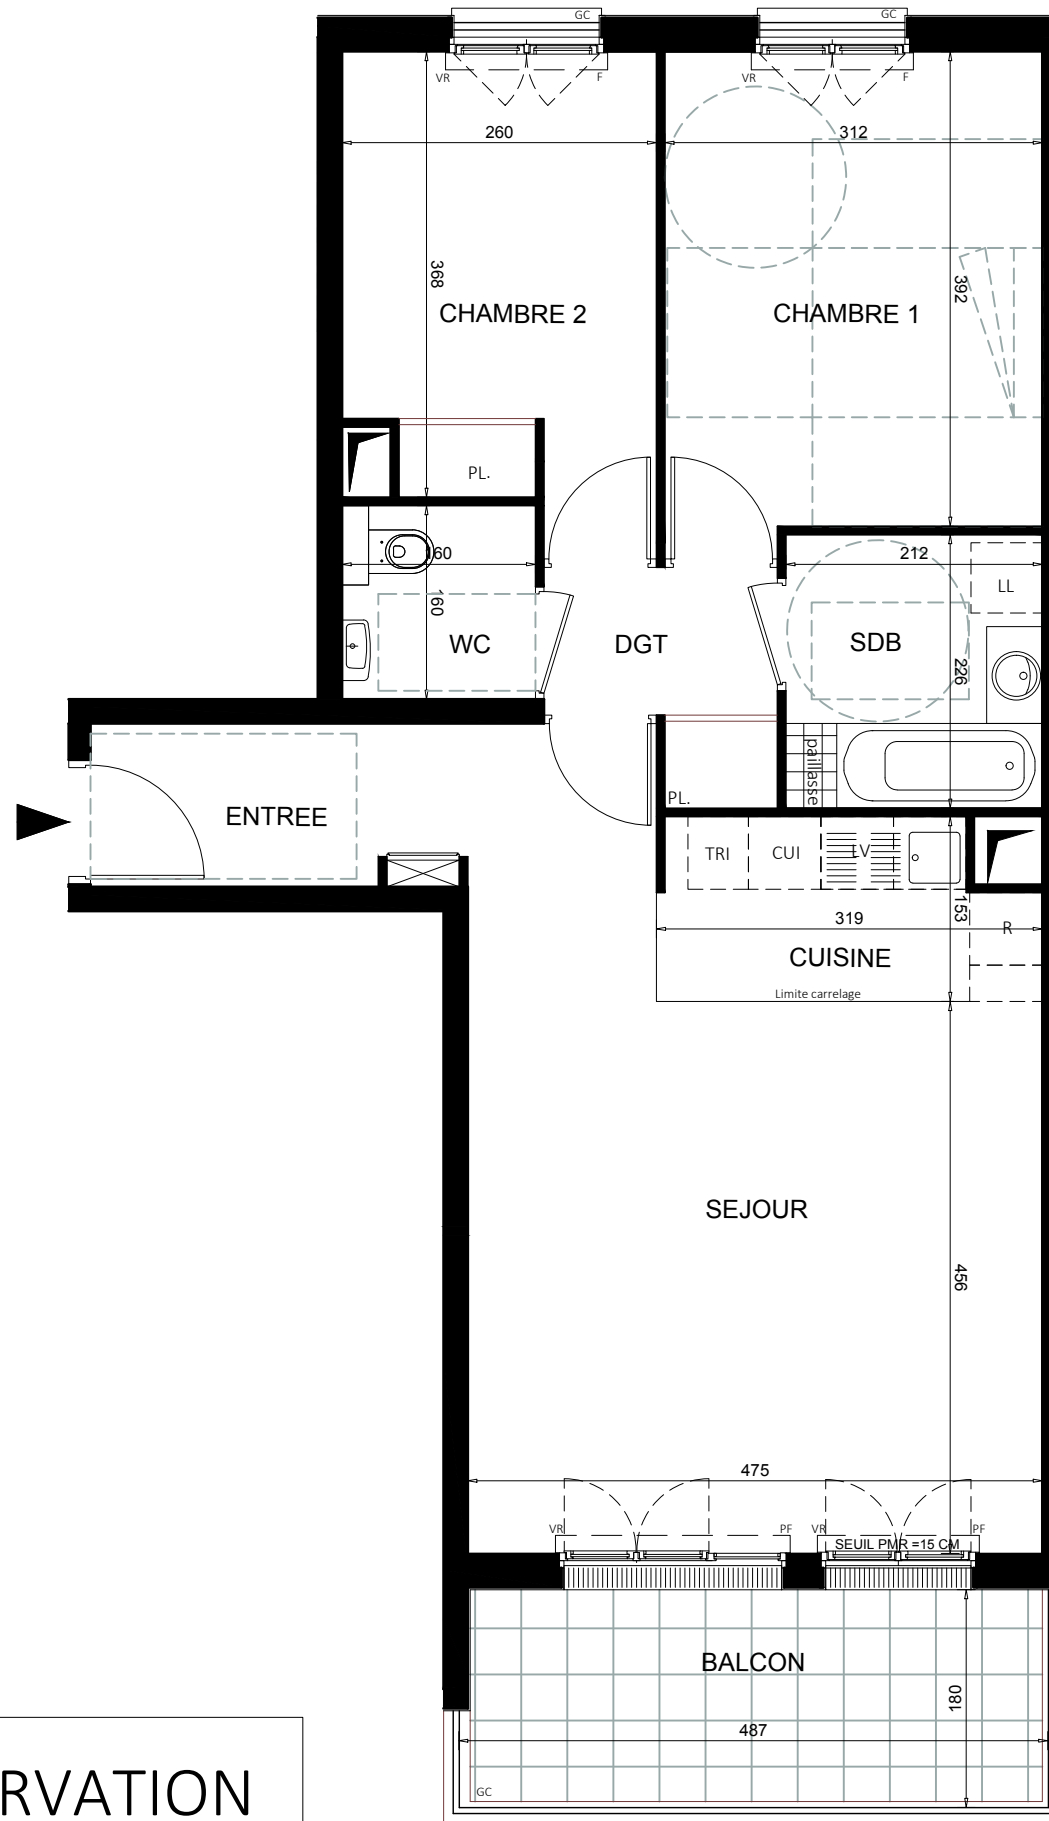 GC
GC
VR
F
VR
F
260
312
368
392
CHAMBRE 2
CHAMBRE 1
PL.
160
212
LL
160
WC
DGT
SDB
226
paillasse
PL.
ENTREE
TRI
CUI
LV
153
319
R
CUISINE
Limite carrelage
SEJOUR
456
475
VR
PF
VR
PF
SEUIL PMR =15 CM
BALCON
180
487
GC
RVATION